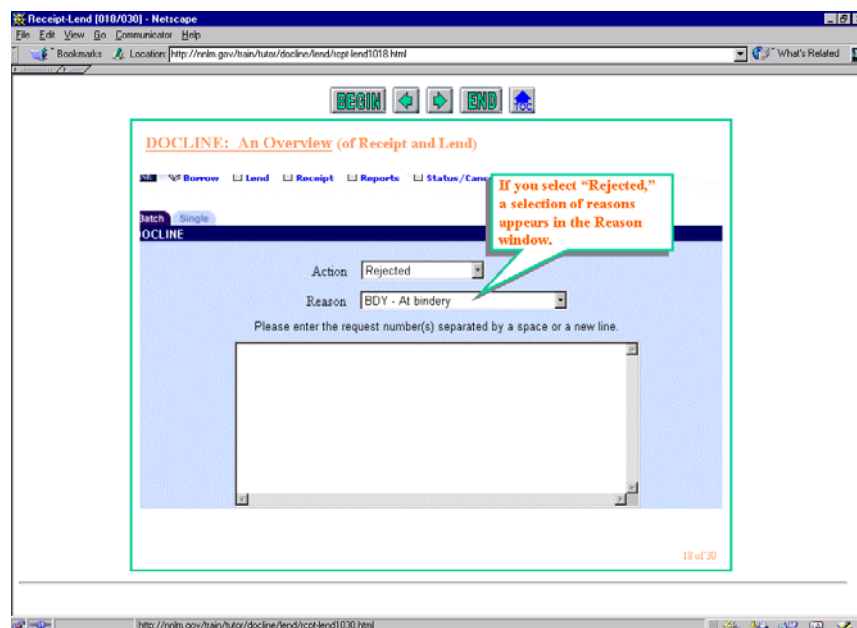 Receipt-Lend [018/030] - Netscape
File Edit View Go Communicator Help
Bookmarks Location: http://nnlm.gov/train/tutor/docline/lend/rcpt-lend1018.html What's Related
BEGIN END TOC
DOCLINE: An Overview (of Receipt and Lend)
Borrow Lend Receipt Reports Status/Canc
If you select “Rejected,”
a selection of reasons
appears in the Reason
window.
Batch Single
OCLINE
Action Rejected
Reason BDY - At bindery
Please enter the request number(s) separated by a space or a new line.
18 of 30
http://nnlm.gov/train/tutor/docline/lend/rcpt-lend1030.html